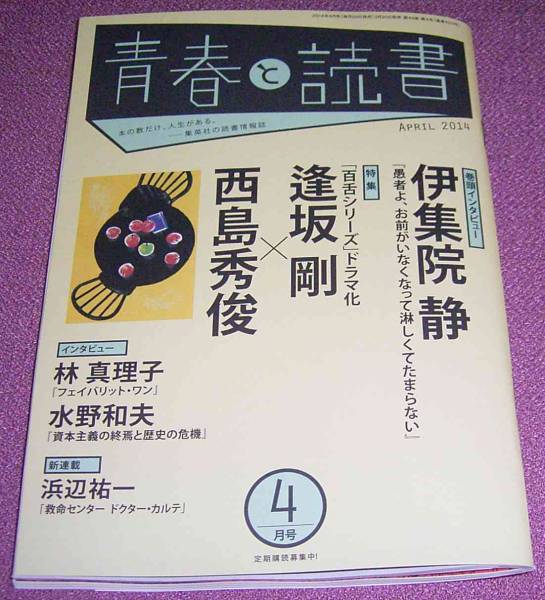 青春と読書
本の数だけ、人生がある。
——集英社の読書情報誌
APRIL 2014
巻頭インタビュー
伊集院 静
『愚者よ、お前がいなくなって淋しくてたまらない』
特集
「百舌シリーズ」ドラマ化
逢坂 剛
×
西島秀俊
インタビュー
林 真理子
『フェイバリット・ワン』
水野和夫
『資本主義の終焉と歴史の危機』
新連載
浜辺祐一
「救命センター ドクター・カルテ」
4
月号
定期購読募集中!